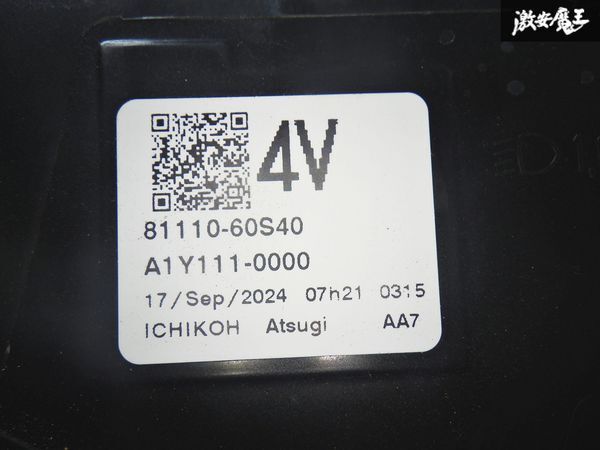 激安魔王
4V
81110-60S40
A1Y111-0000
17/Sep/2024 07h21 0315
ICHIKOH Atsugi AA7